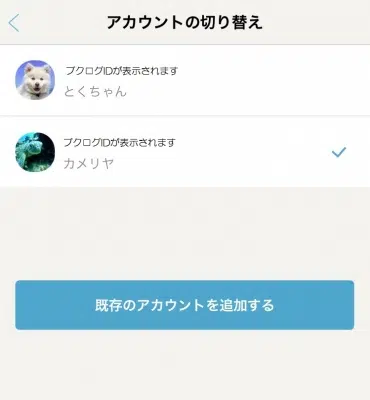 アカウントの切り替え
ブクログIDが表示されます
とくちゃん
ブクログIDが表示されます
カメリヤ
既存のアカウントを追加する